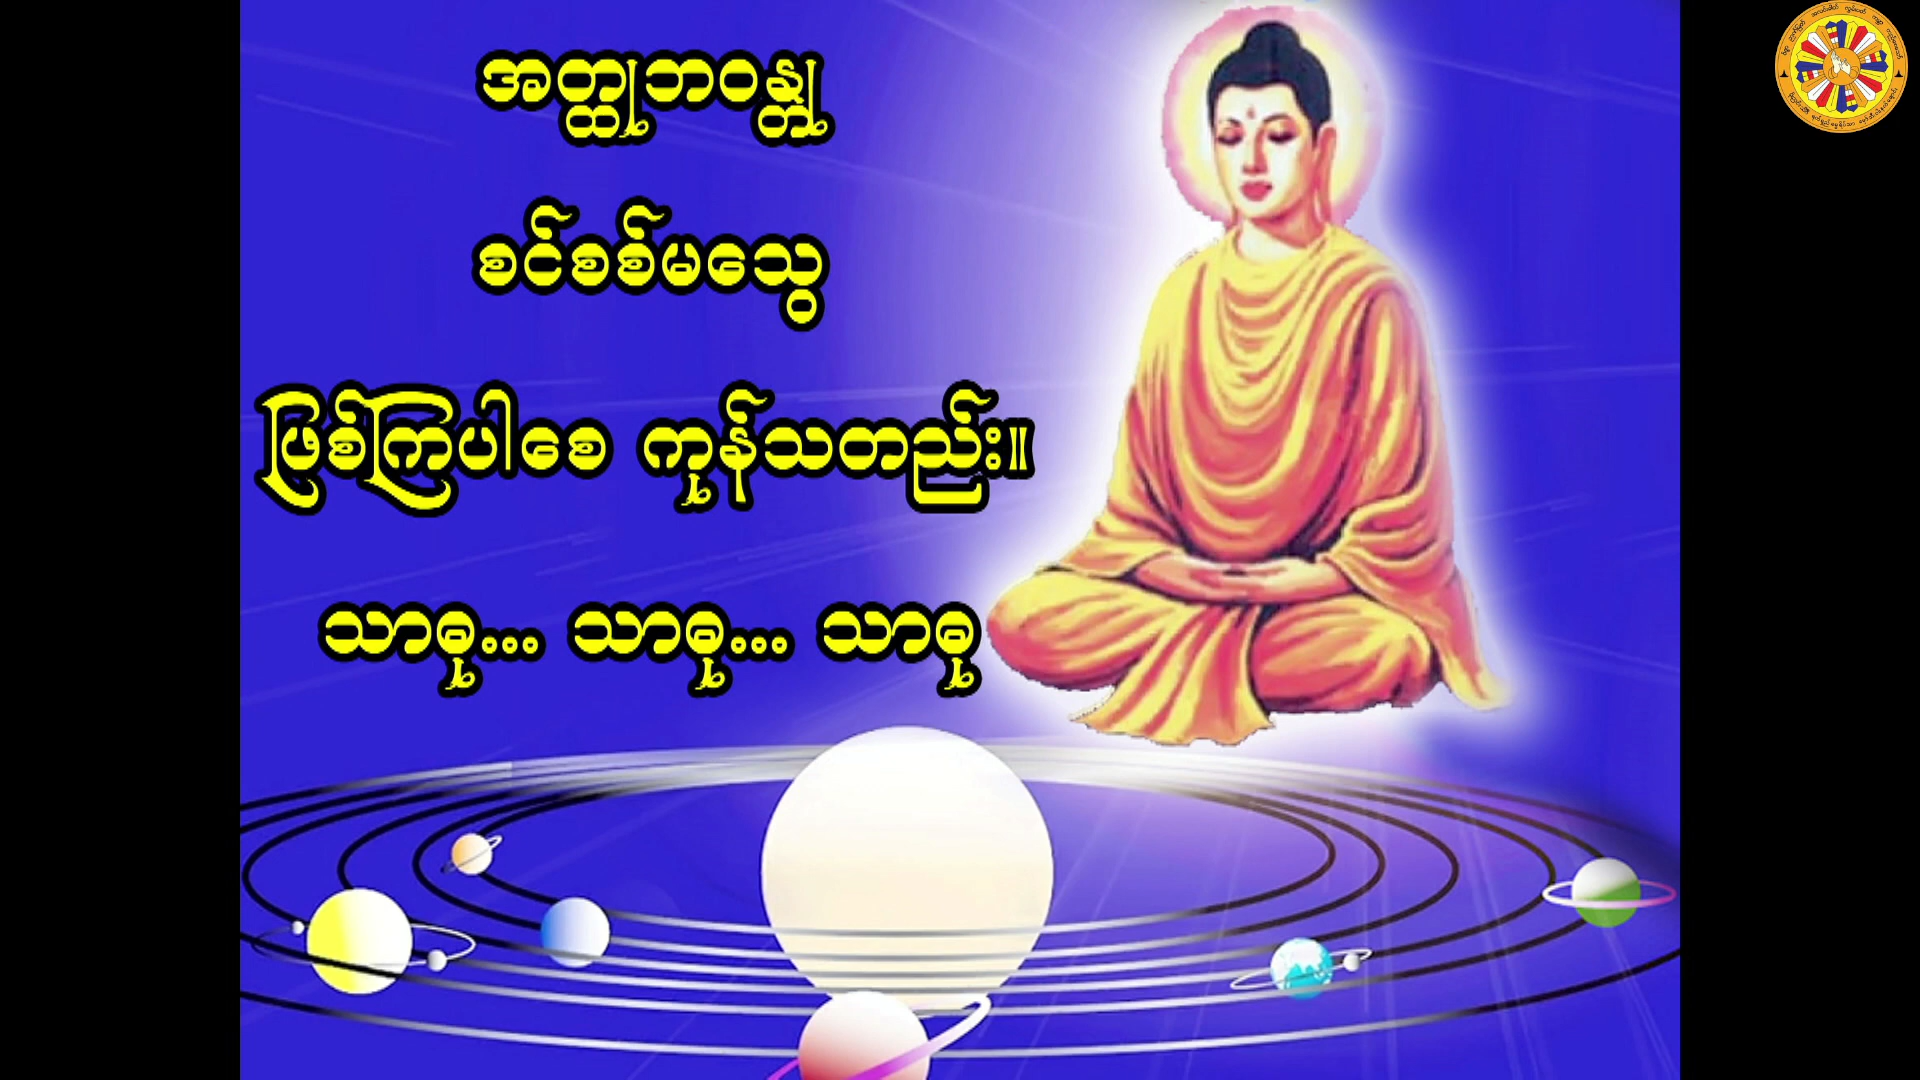 အတ္ထုဘဝန္တု
စင်စစ်မသွေ
ဖြစ်ကြပါစေ ကုန်သတည်း။
သာဓု... သာဓု... သာဓု